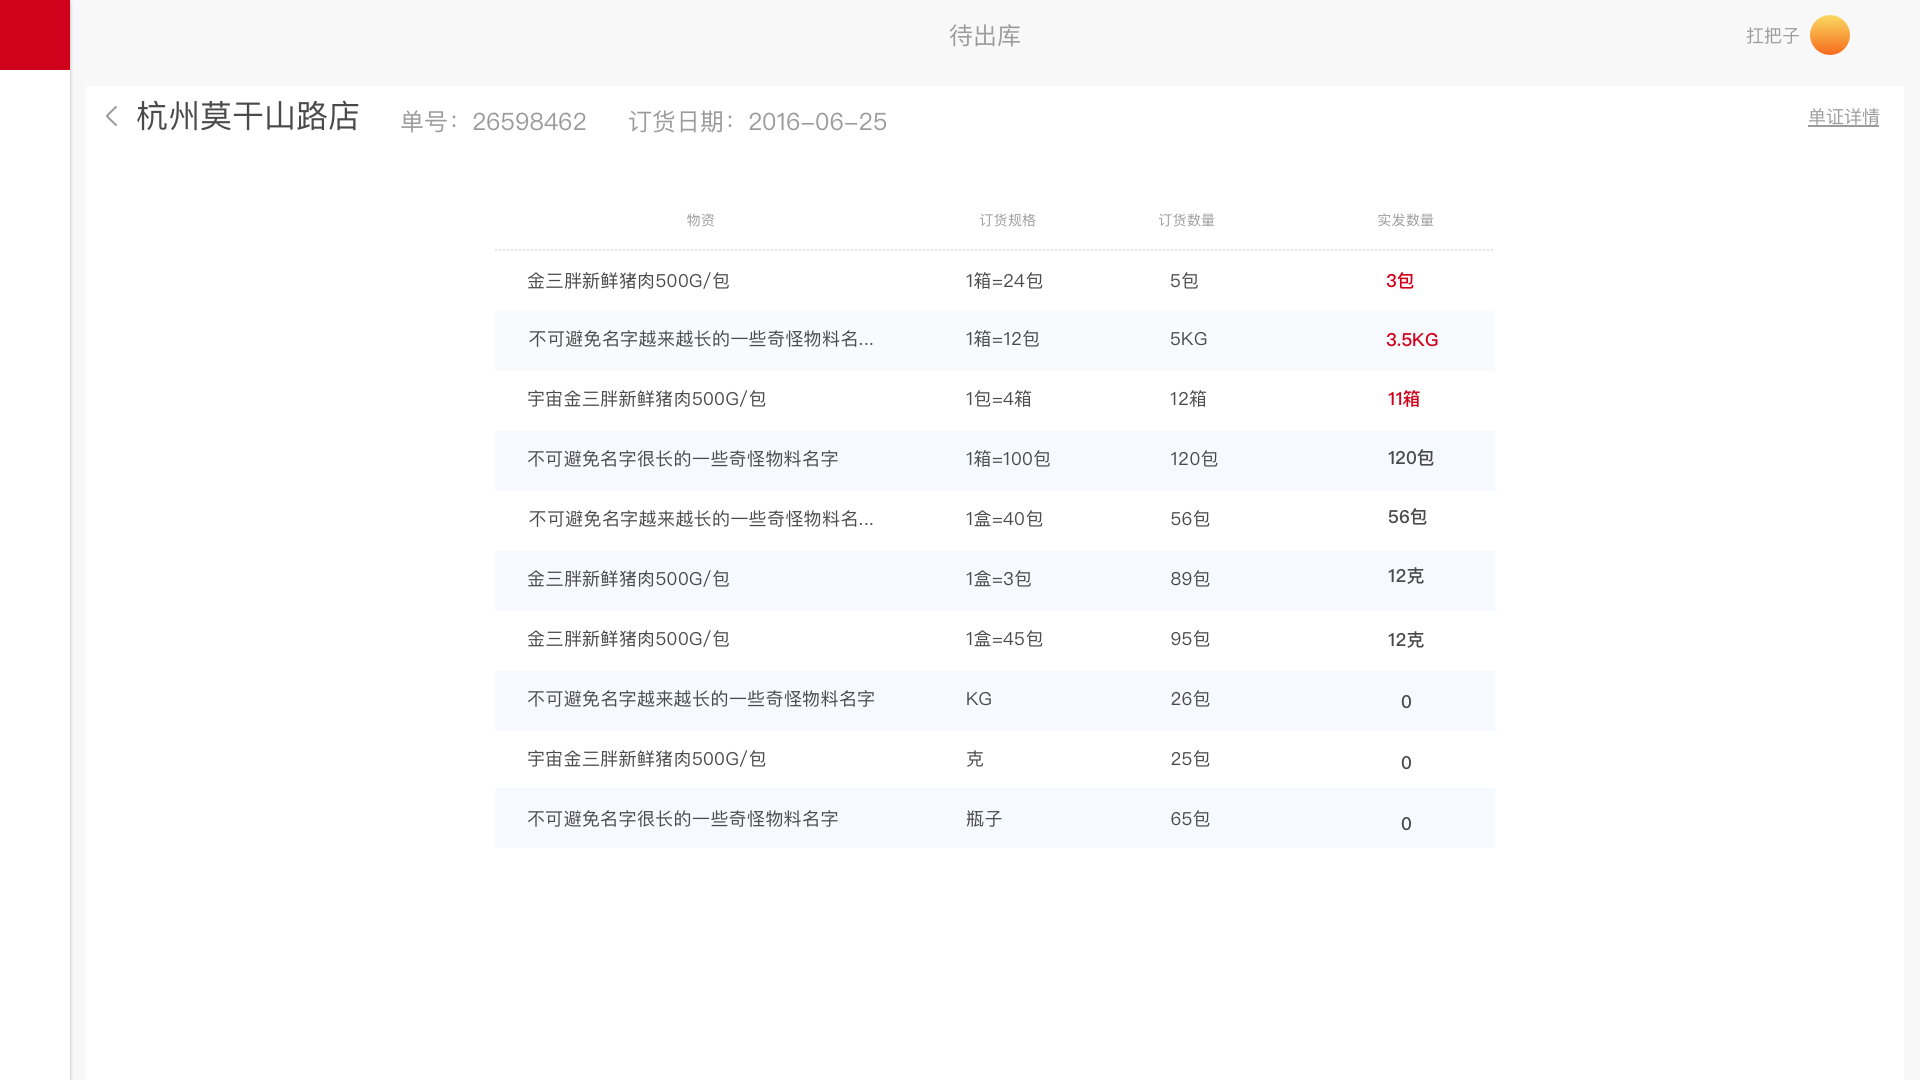 待出库
扛把子
杭州莫干山路店 单号：26598462 订货日期：2016-06-25 单证详情
物资 订货规格 订货数量 实发数量
金三胖新鲜猪肉500G/包 1箱=24包 5包 3包
不可避免名字越来越长的一些奇怪物料名... 1箱=12包 5KG 3.5KG
宇宙金三胖新鲜猪肉500G/包 1包=4箱 12箱 11箱
不可避免名字很长的一些奇怪物料名字 1箱=100包 120包 120包
不可避免名字越来越长的一些奇怪物料名... 1盒=40包 56包 56包
金三胖新鲜猪肉500G/包 1盒=3包 89包 12克
金三胖新鲜猪肉500G/包 1盒=45包 95包 12克
不可避免名字越来越长的一些奇怪物料名字 KG 26包 0
宇宙金三胖新鲜猪肉500G/包 克 25包 0
不可避免名字很长的一些奇怪物料名字 瓶子 65包 0